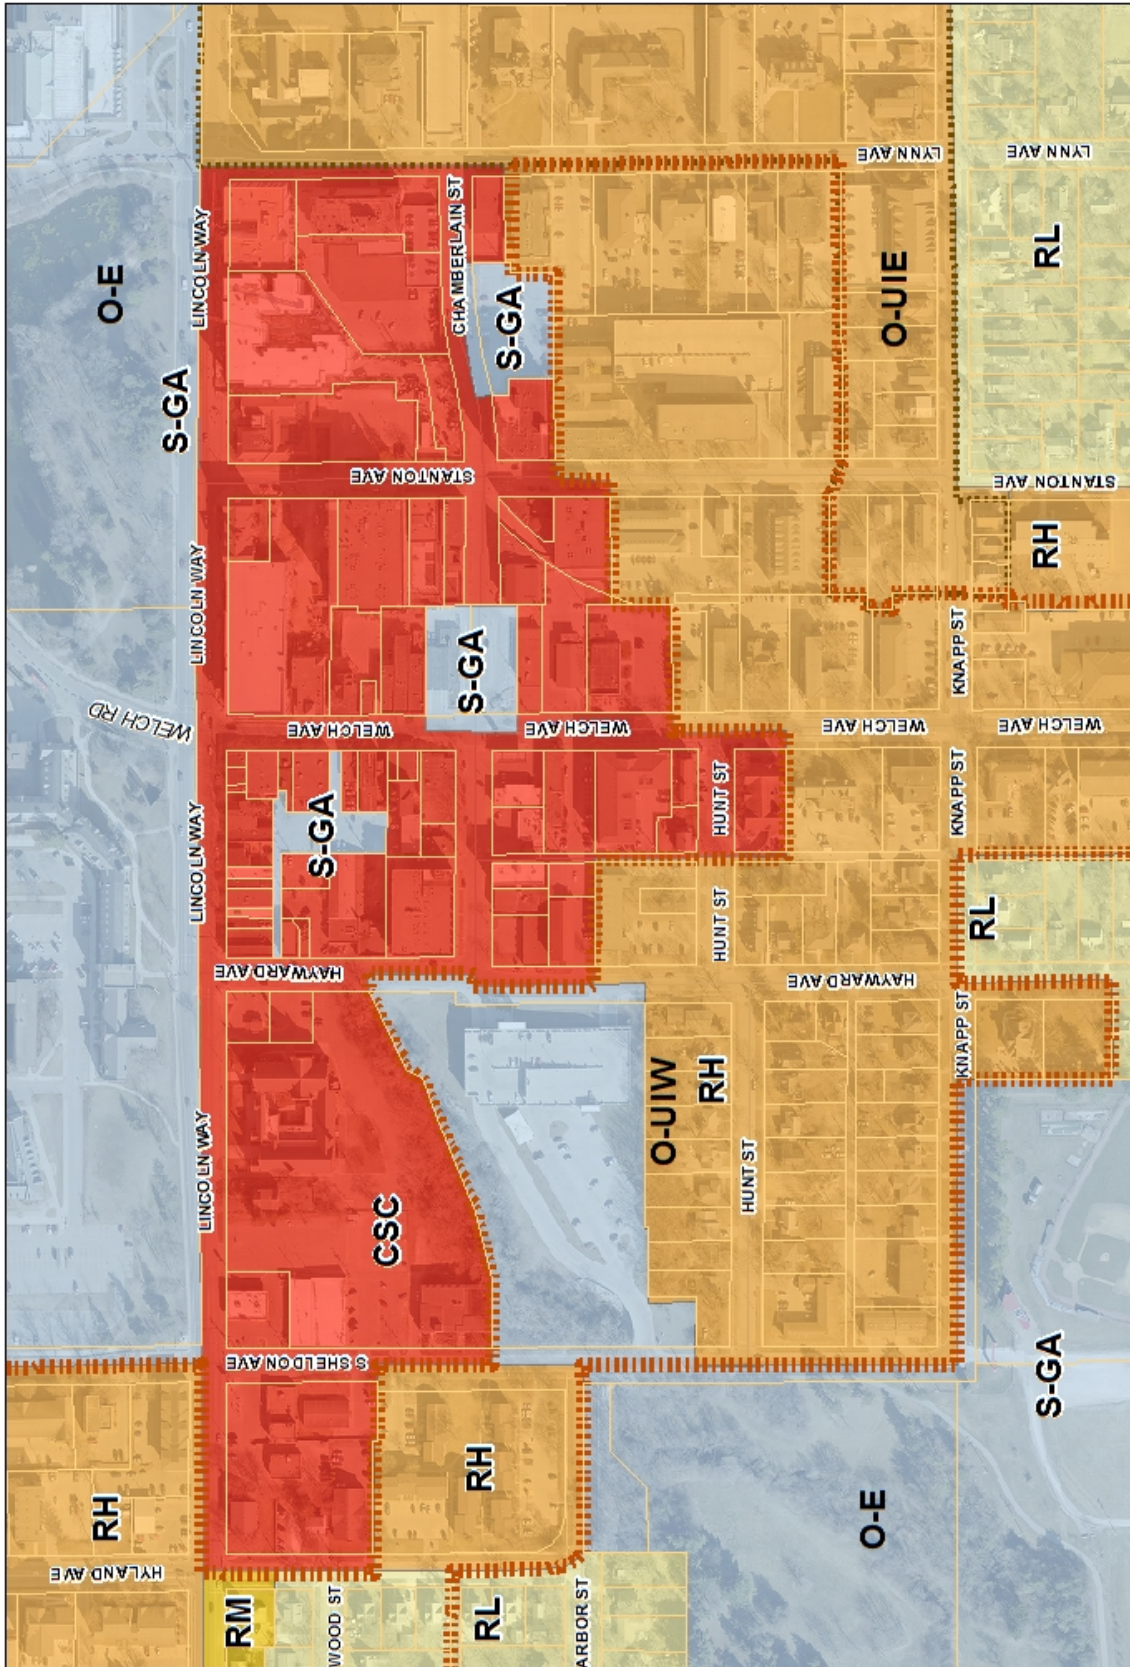 HYLAND AVE
RH
O-E
WELCH RD
S-GA
LINCOLN WAY
LINCOLN WAY
LINCOLN WAY
LINCOLN WAY
RM
S SHELDON AVE
HAYWARD AVE
S-GA
WELCH AVE
WOOD ST
CSC
STANTON AVE
CHAMBERLAIN ST
S-GA
RH
RL
S-GA
WELCH AVE
ARBOR ST
O-UIW
RH
HUNT ST
HUNT ST
HUNT ST
HAYWARD AVE
WELCH AVE
O-E
O-UIE
LYNN AVE
KNAPP ST
KNAPP ST
KNAPP ST
RL
S-GA
WELCH AVE
RH
STANTON AVE
RL
LYNN AVE